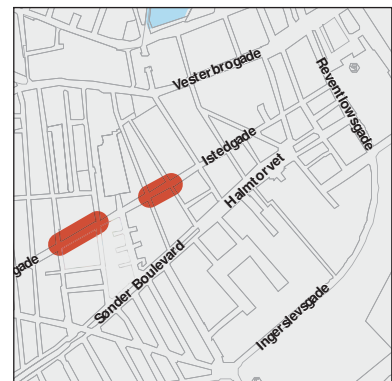 Vesterbrogade
Reventlowsgade
Istedgade
Halmtorvet
gade
Sønder Boulevard
Ingerslevsgade